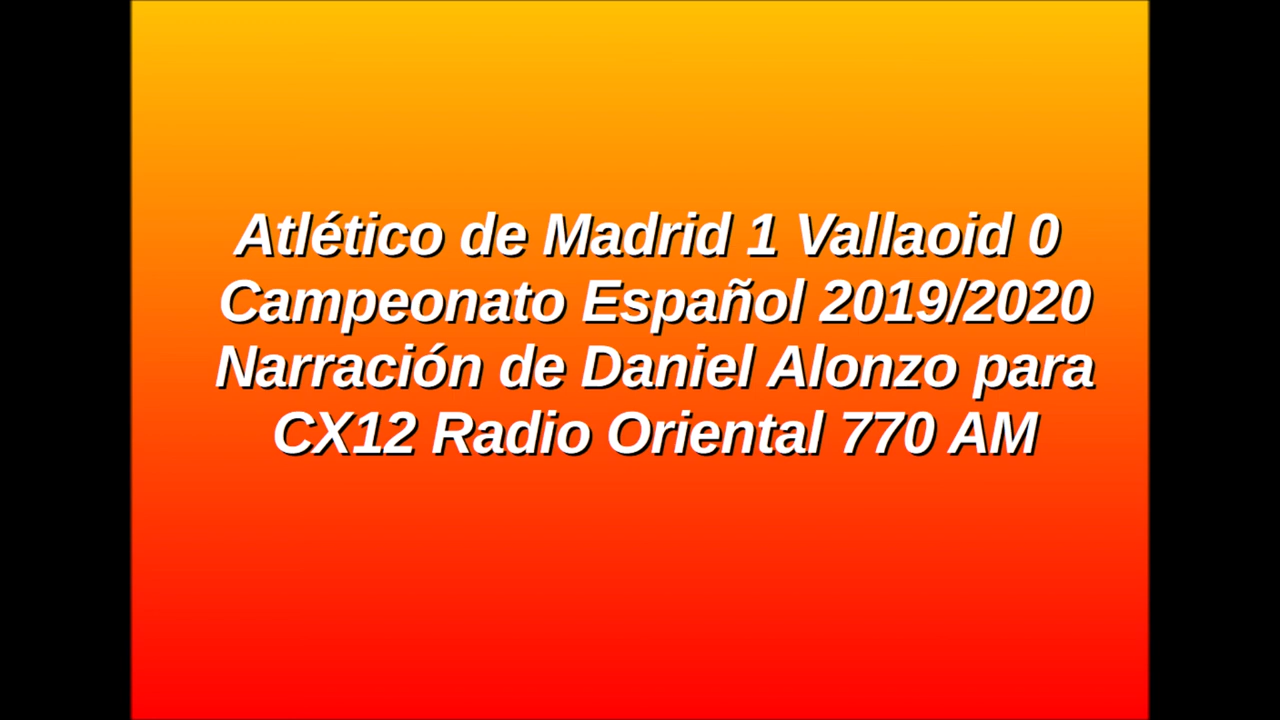 Atlético de Madrid 1 Vallaoid 0
Campeonato Español 2019/2020
Narración de Daniel Alonzo para
CX12 Radio Oriental 770 AM